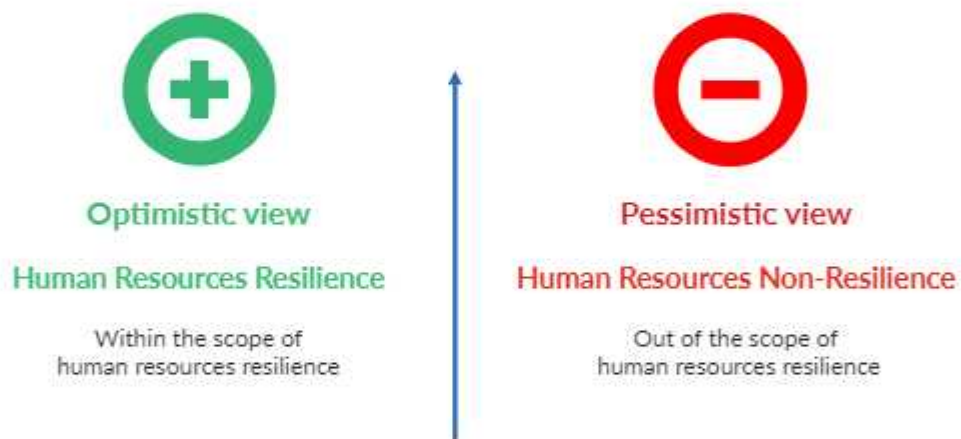 Optimistic view
Human Resources Resilience
Within the scope of
human resources resilience
Pessimistic view
Human Resources Non-Resilience
Out of the scope of
human resources resilience